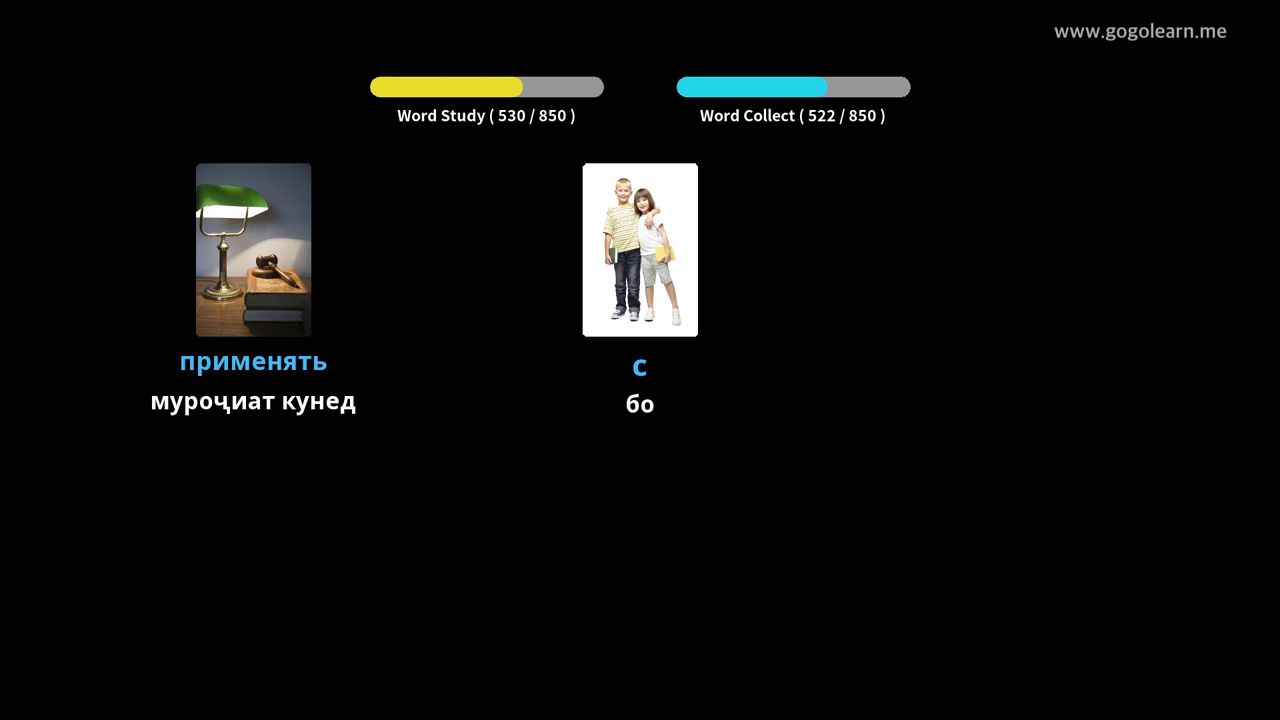 www.gogolearn.me
Word Study ( 530 / 850 )
Word Collect ( 522 / 850 )
применять
муроҷиат кунед
с
бо